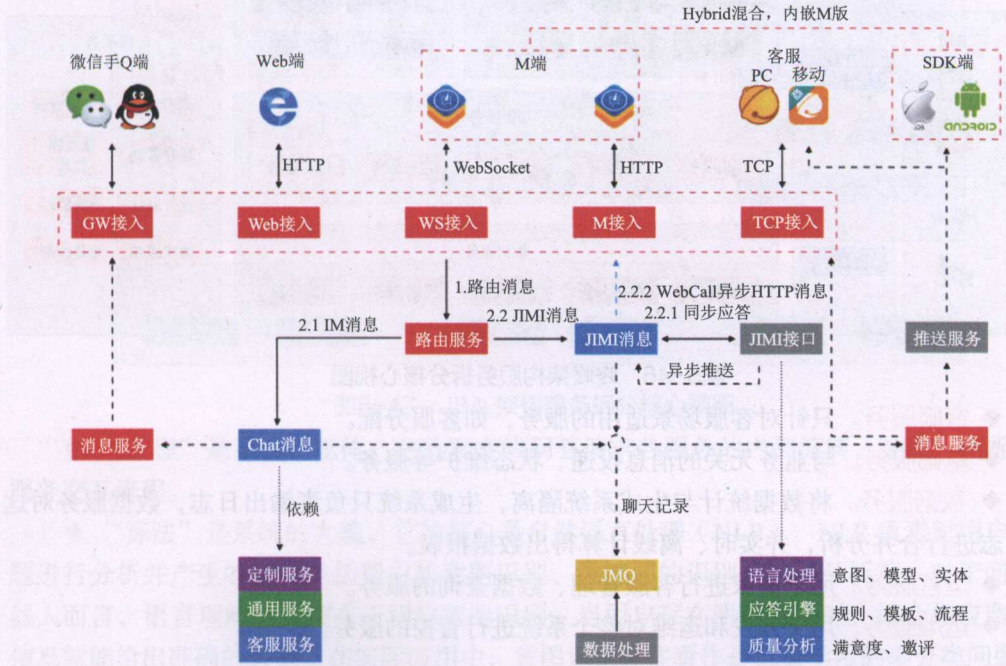 Hybrid混合，内嵌M版
微信手Q端
Web端
M端
客服
PC 移动
SDK端
iOS
ANDROID
HTTP
WebSocket
HTTP
TCP
GW接入
Web接入
WS接入
M接入
TCP接入
1.路由消息
2.2.2 WebCall异步HTTP消息
2.1 IM消息
2.2 JIMI消息
2.2.1 同步应答
路由服务
JIMI消息
JIMI接口
推送服务
异步推送
消息服务
Chat消息
消息服务
依赖
聊天记录
定制服务
JMQ
语言处理
意图、模型、实体
通用服务
应答引擎
规则、模板、流程
客服服务
数据处理
质量分析
满意度、邀评